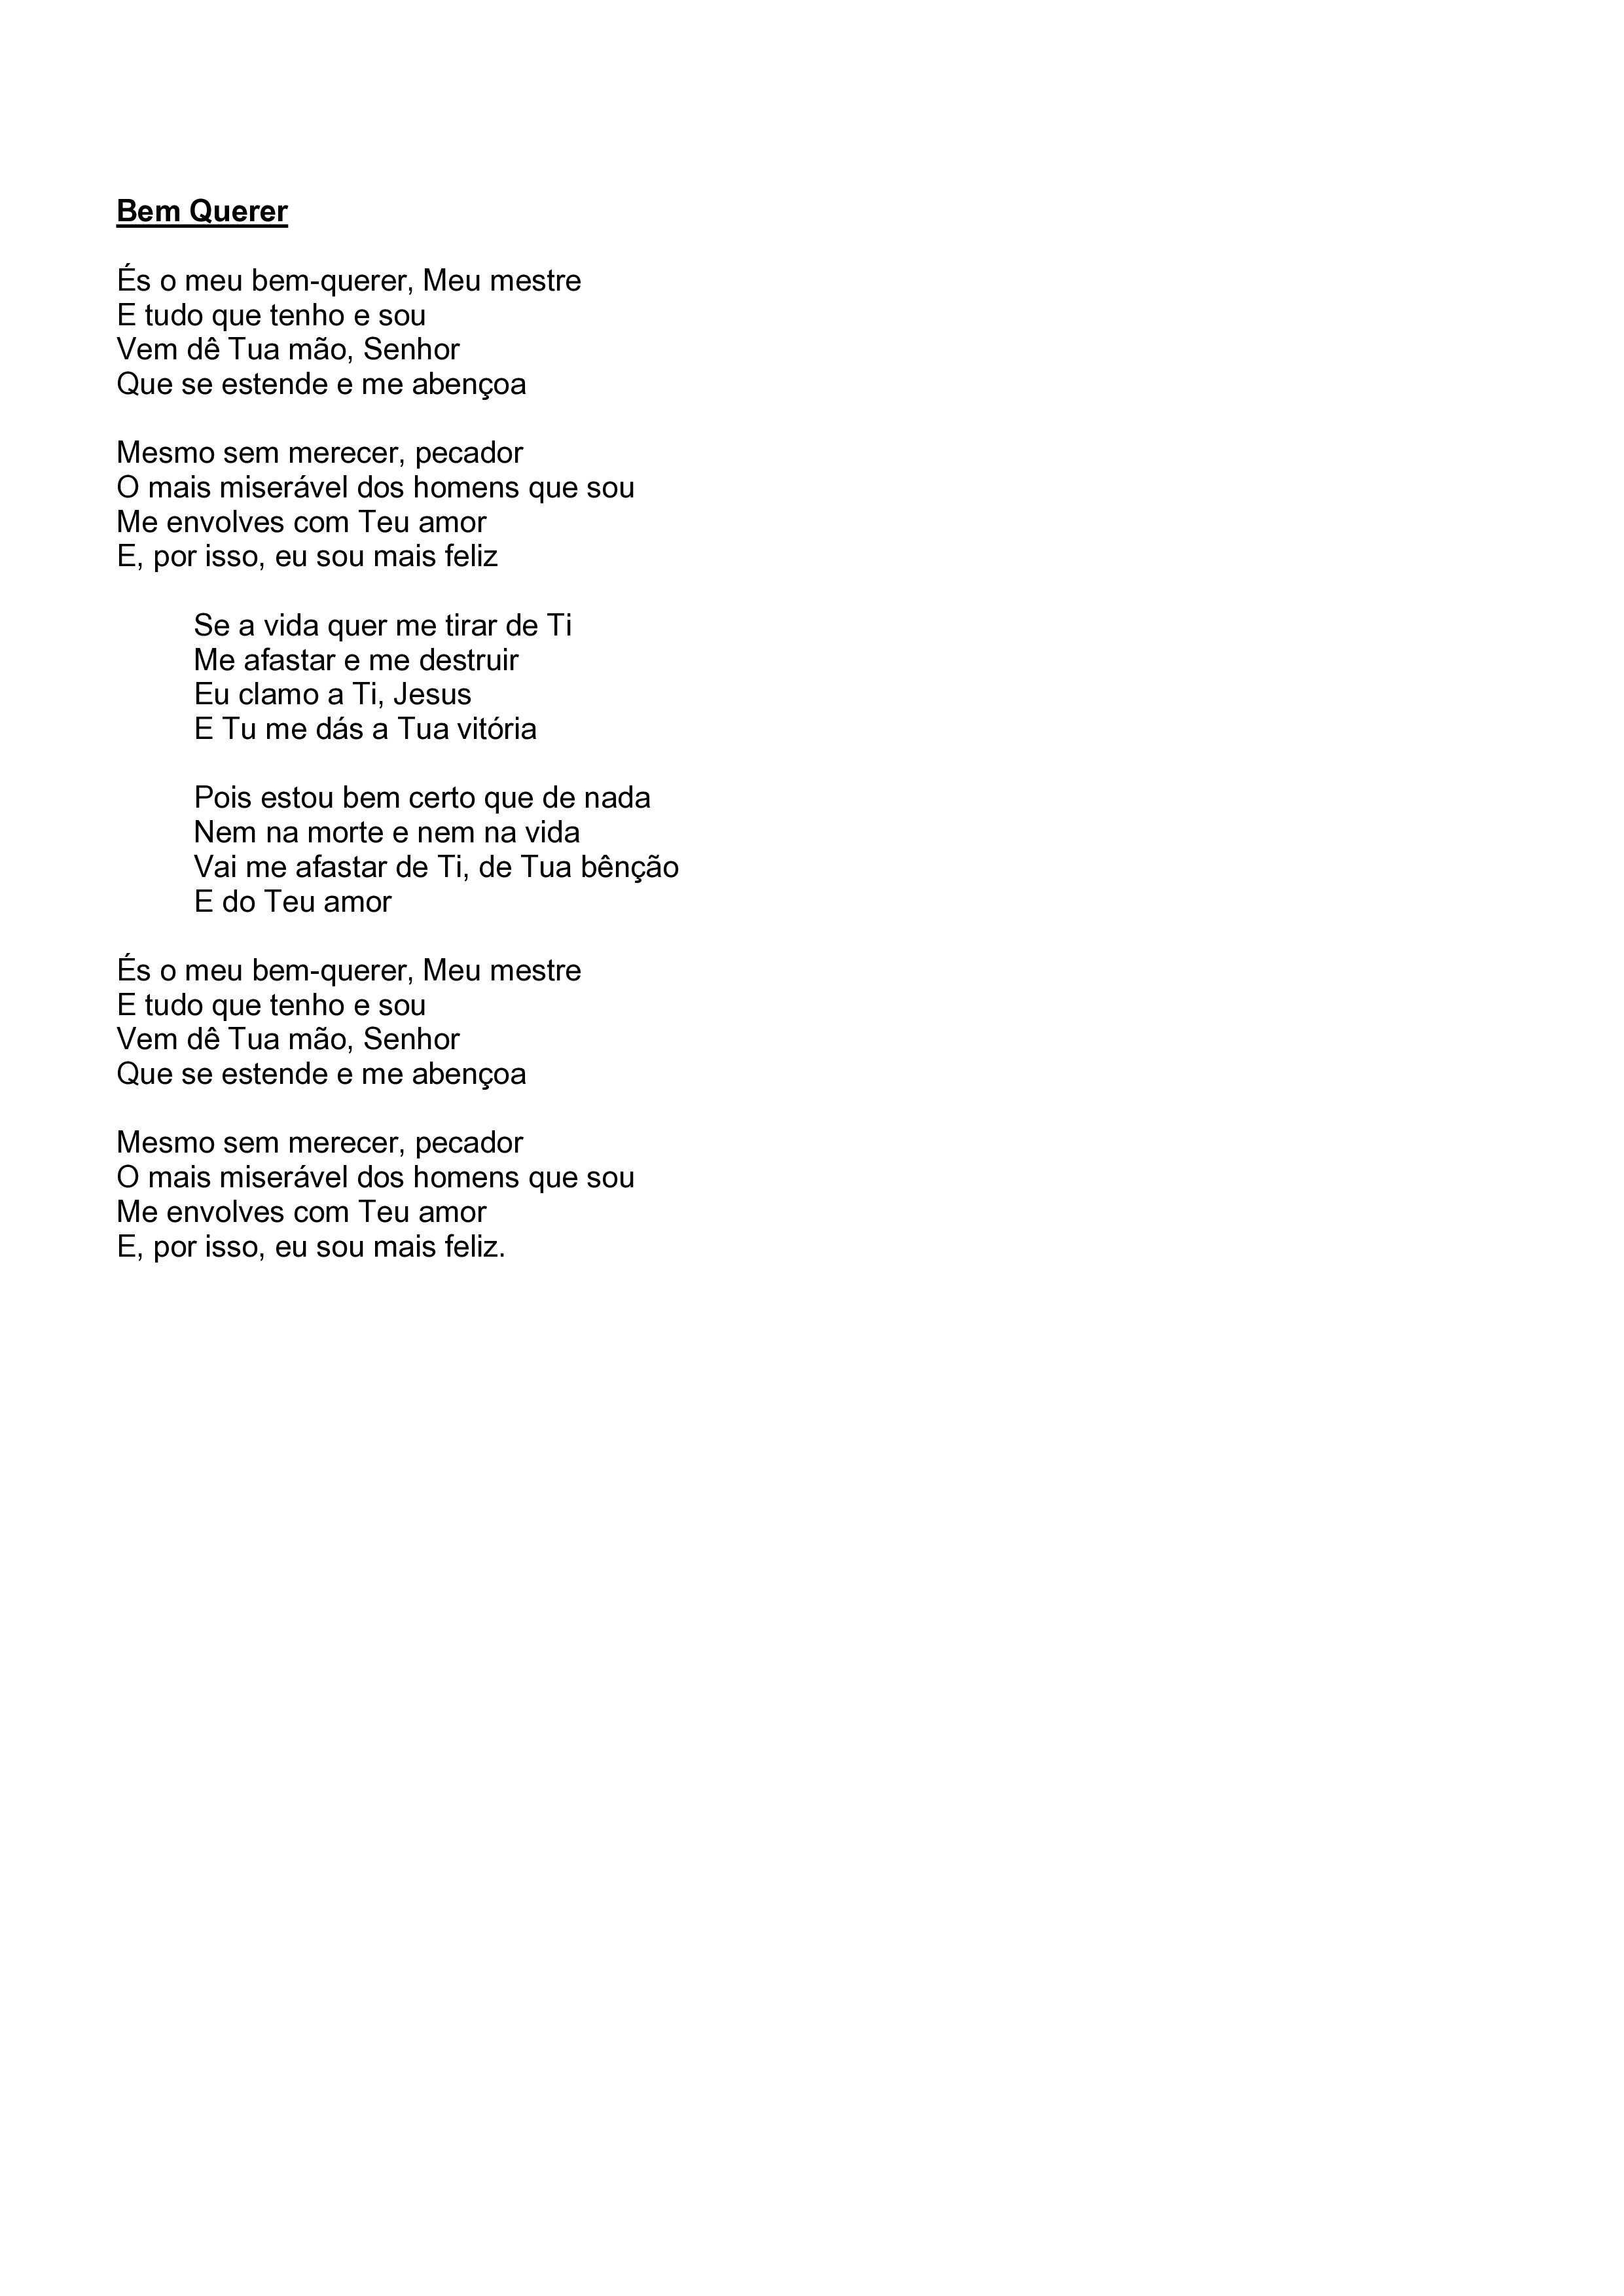 Bem Querer
És o meu bem-querer, Meu mestre
E tudo que tenho e sou
Vem dê Tua mão, Senhor
Que se estende e me abençoa
Mesmo sem merecer, pecador
O mais miserável dos homens que sou
Me envolves com Teu amor
E, por isso, eu sou mais feliz
Se a vida quer me tirar de Ti
Me afastar e me destruir
Eu clamo a Ti, Jesus
E Tu me dás a Tua vitória
Pois estou bem certo que de nada
Nem na morte e nem na vida
Vai me afastar de Ti, de Tua bênção
E do Teu amor
És o meu bem-querer, Meu mestre
E tudo que tenho e sou
Vem dê Tua mão, Senhor
Que se estende e me abençoa
Mesmo sem merecer, pecador
O mais miserável dos homens que sou
Me envolves com Teu amor
E, por isso, eu sou mais feliz.